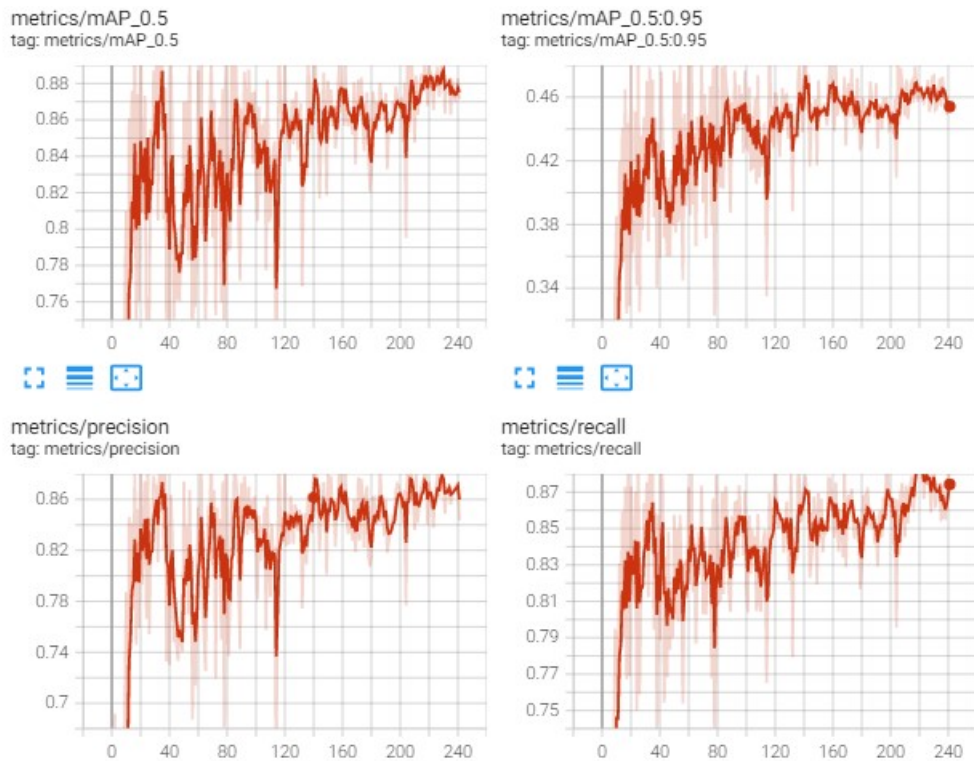 metrics/mAP_0.5
tag: metrics/mAP_0.5
0.88
0.86
0.84
0.82
0.8
0.78
0.76
0 40 80 120 160 200 240
metrics/mAP_0.5:0.95
tag: metrics/mAP_0.5:0.95
0.46
0.42
0.38
0.34
0 40 80 120 160 200 240
metrics/precision
tag: metrics/precision
0.86
0.82
0.78
0.74
0.7
0 40 80 120 160 200 240
metrics/recall
tag: metrics/recall
0.87
0.85
0.83
0.81
0.79
0.77
0.75
0 40 80 120 160 200 240